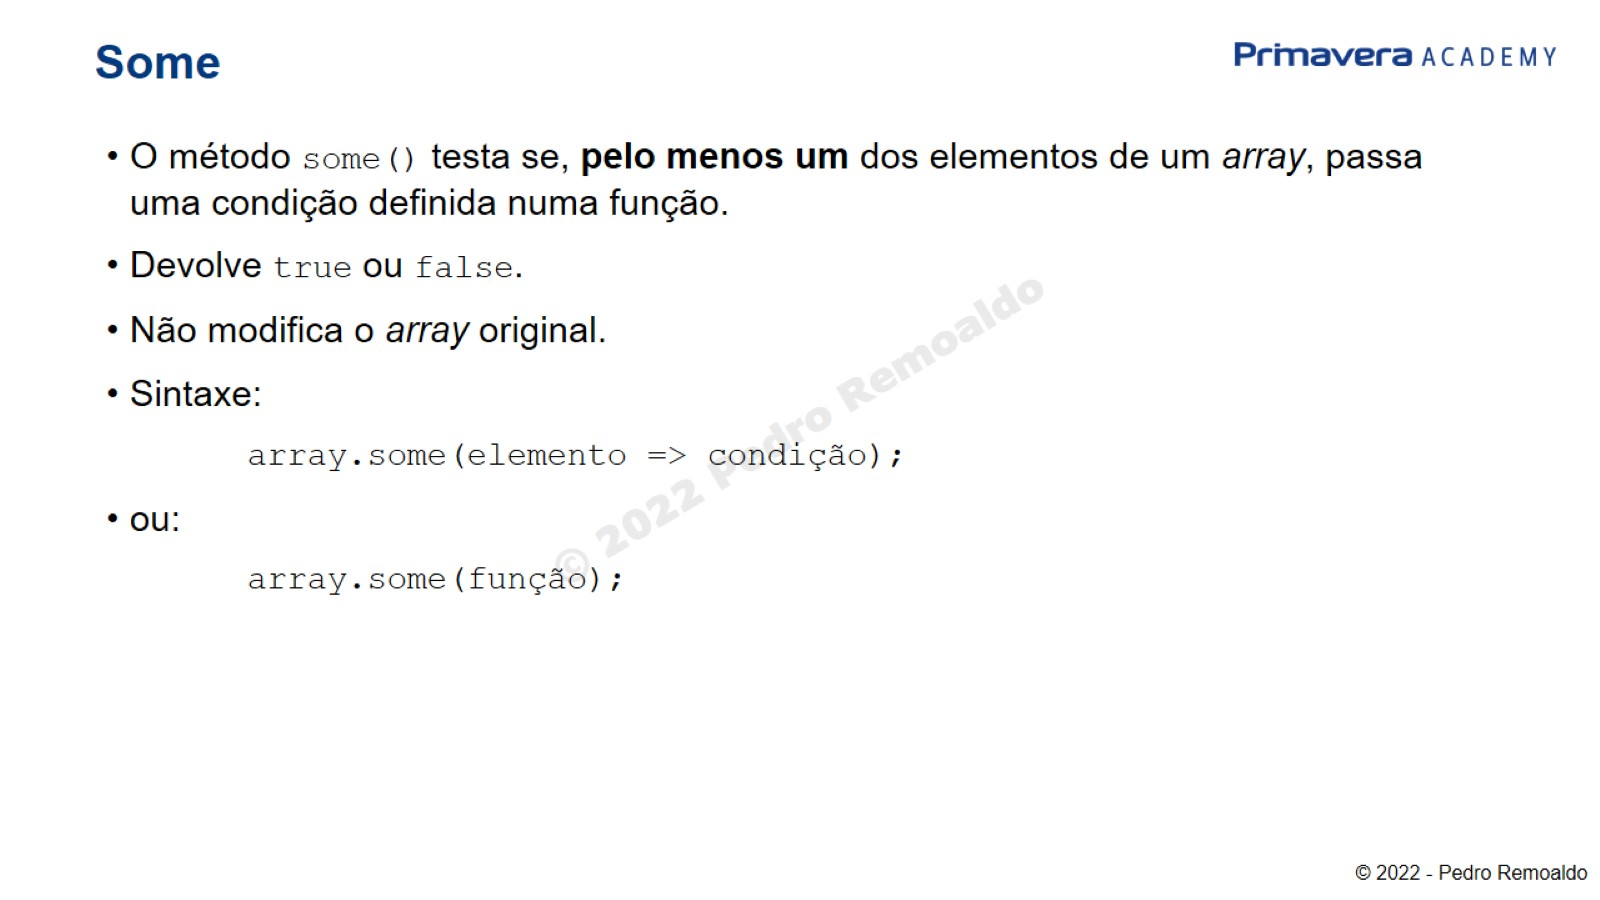 Some
Primavera ACADEMY
• O método some() testa se, pelo menos um dos elementos de um array, passa
uma condição definida numa função.
• Devolve true ou false.
• Não modifica o array original.
• Sintaxe:
array.some(elemento => condição);
• ou:
array.some(função);
© 2022 Pedro Remoaldo
© 2022 - Pedro Remoaldo